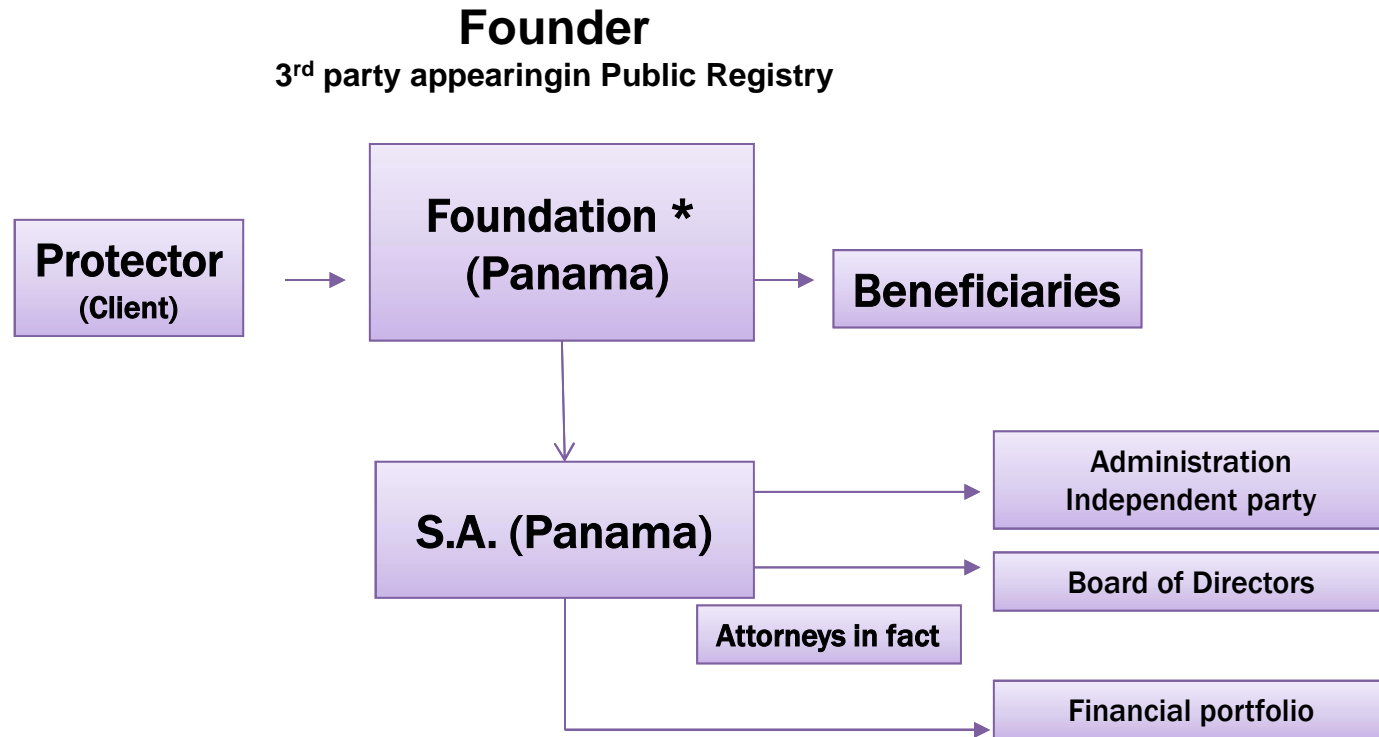 Founder
3rd party appearingin Public Registry
Protector
(Client)
Foundation *
(Panama)
Beneficiaries
S.A. (Panama)
Administration
Independent party
Board of Directors
Attorneys in fact
Financial portfolio